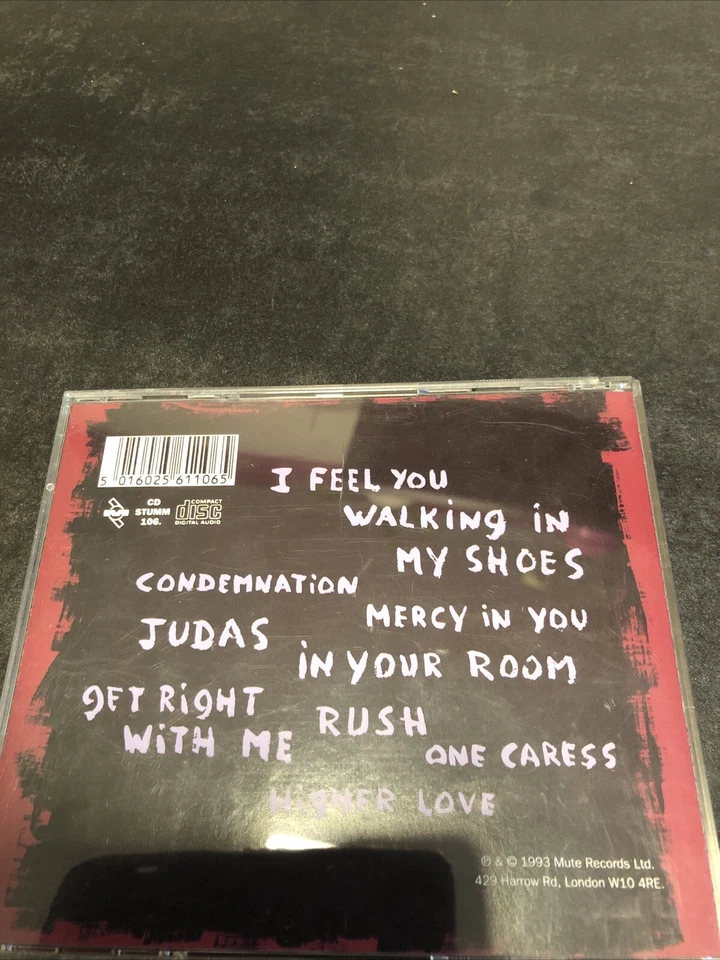 5 016025 611065
CD
STUMM
106.
COMPACT
disc
DIGITAL AUDIO
I FEEL YOU
WALKiNg iN
MY SHOES
CONDEMNATiON
MERCY iN YOU
JUDAS
iN YOUR ROOM
gET RigHT
WiTH ME
RUSH
ONE CARESS
HigHER LOVE
℗ & © 1993 Mute Records Ltd.
429 Harrow Rd, London W10 4RE.